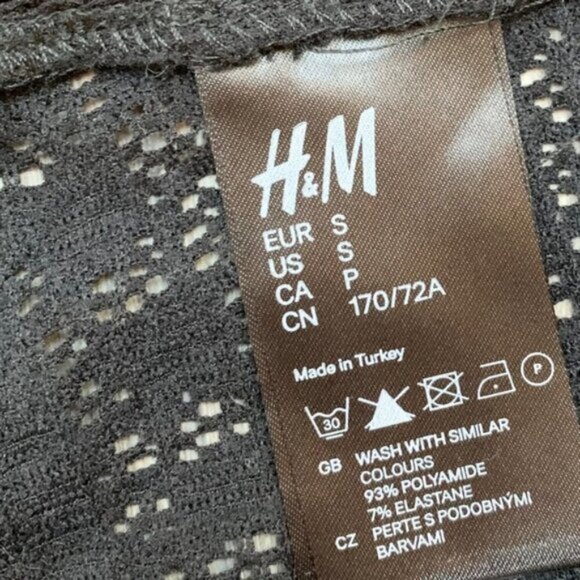 H&M
EUR S
US S
CA P
CN 170/72A
Made in Turkey
30 P
GB WASH WITH SIMILAR
COLOURS
93% POLYAMIDE
7% ELASTANE
CZ PERTE S PODOBNÝMI
BARVAMI